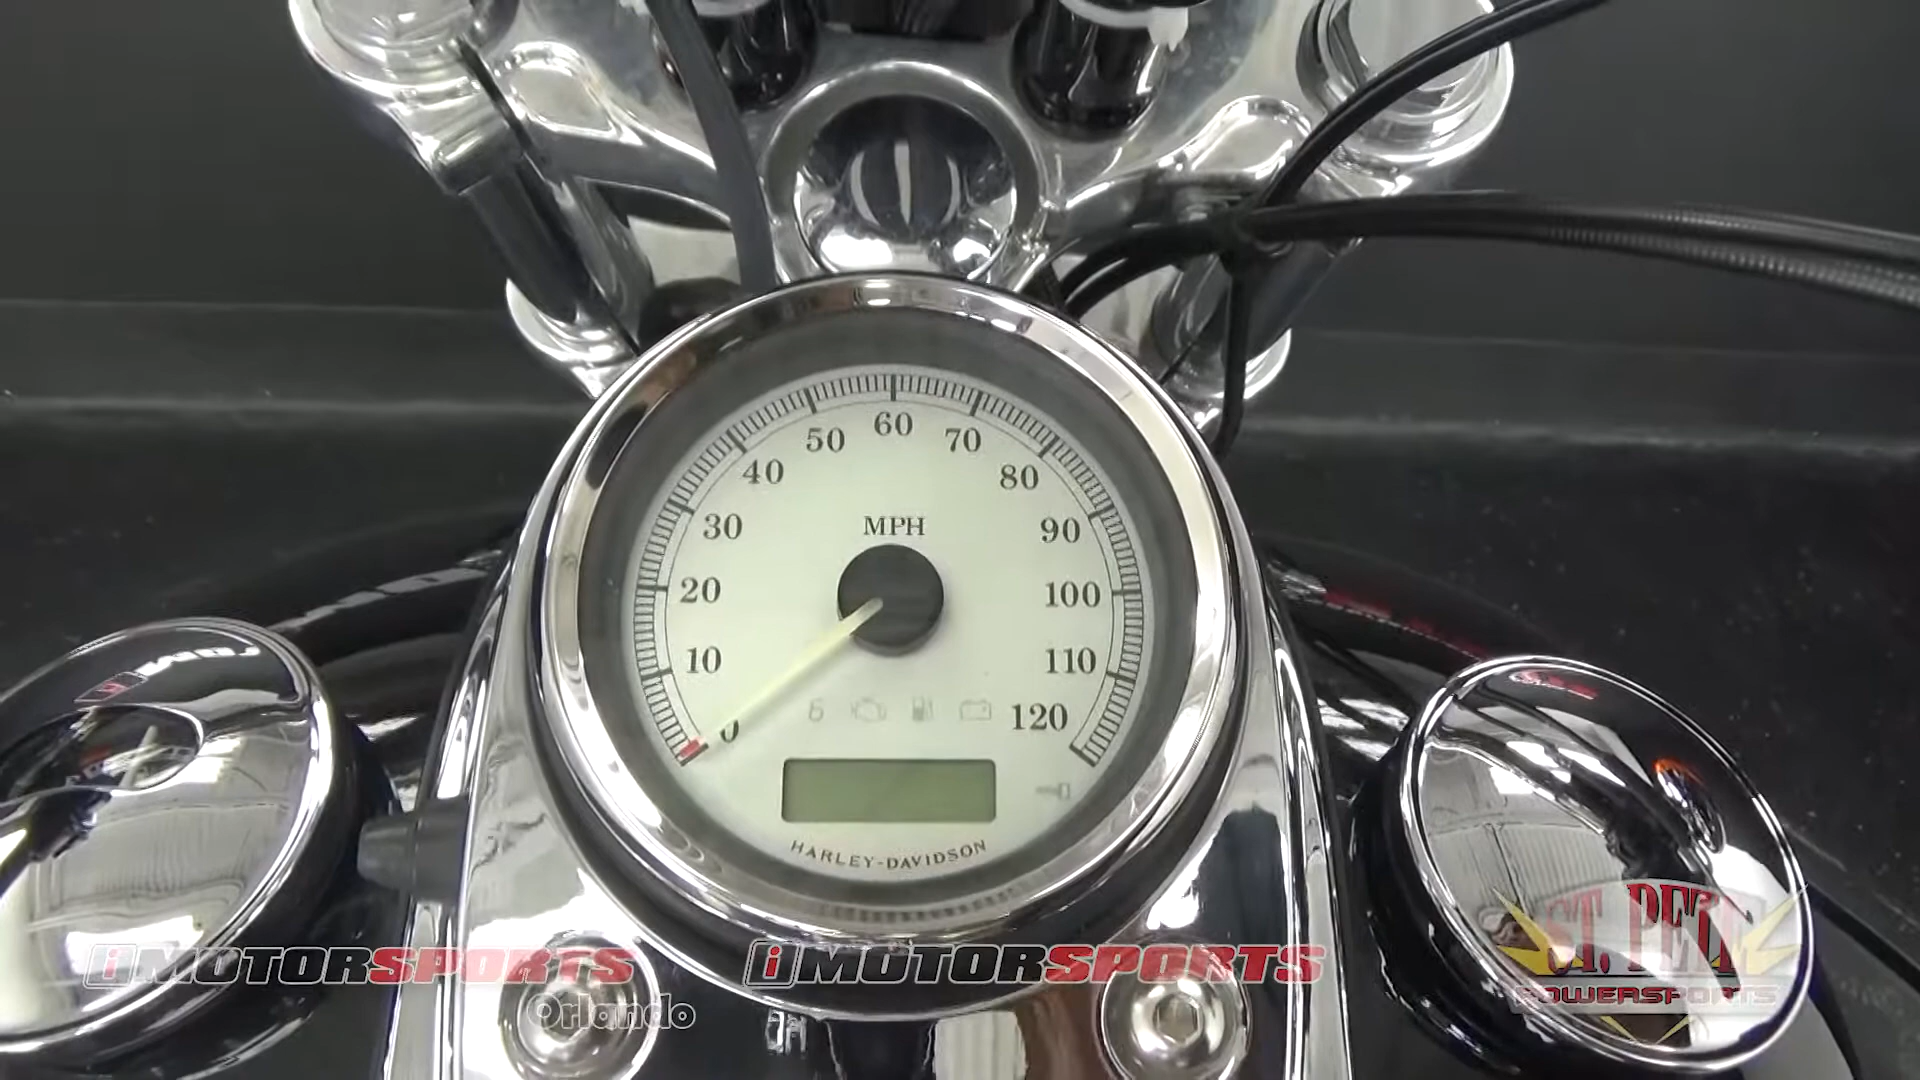 60
50 70
40 80
30 MPH 90
20 100
10 110
0 6 120
HARLEY-DAVIDSON
iMOTORSPORTS iMOTORSPORTS
Orlando
ST. PETE
POWERSPORTS